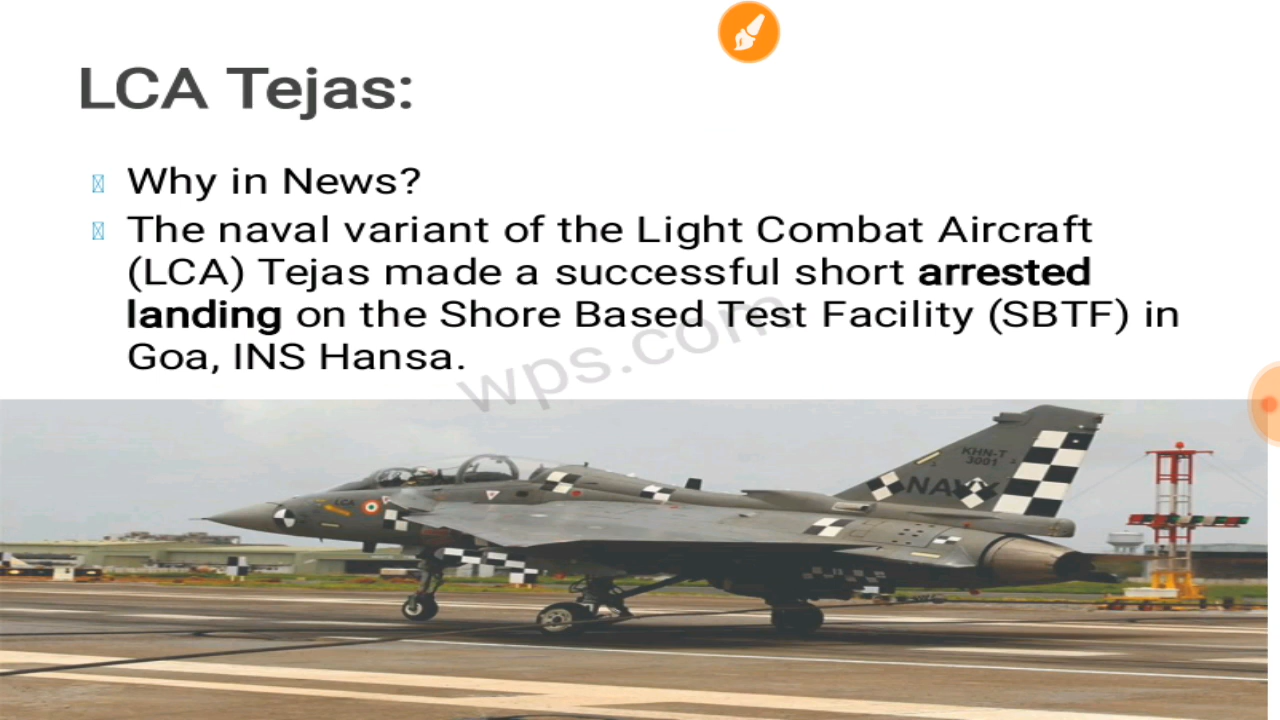 LCA Tejas:
Why in News?
The naval variant of the Light Combat Aircraft
(LCA) Tejas made a successful short arrested
landing on the Shore Based Test Facility (SBTF) in
Goa, INS Hansa.
wps.com
KHN-T
3001
NAVY
LCA